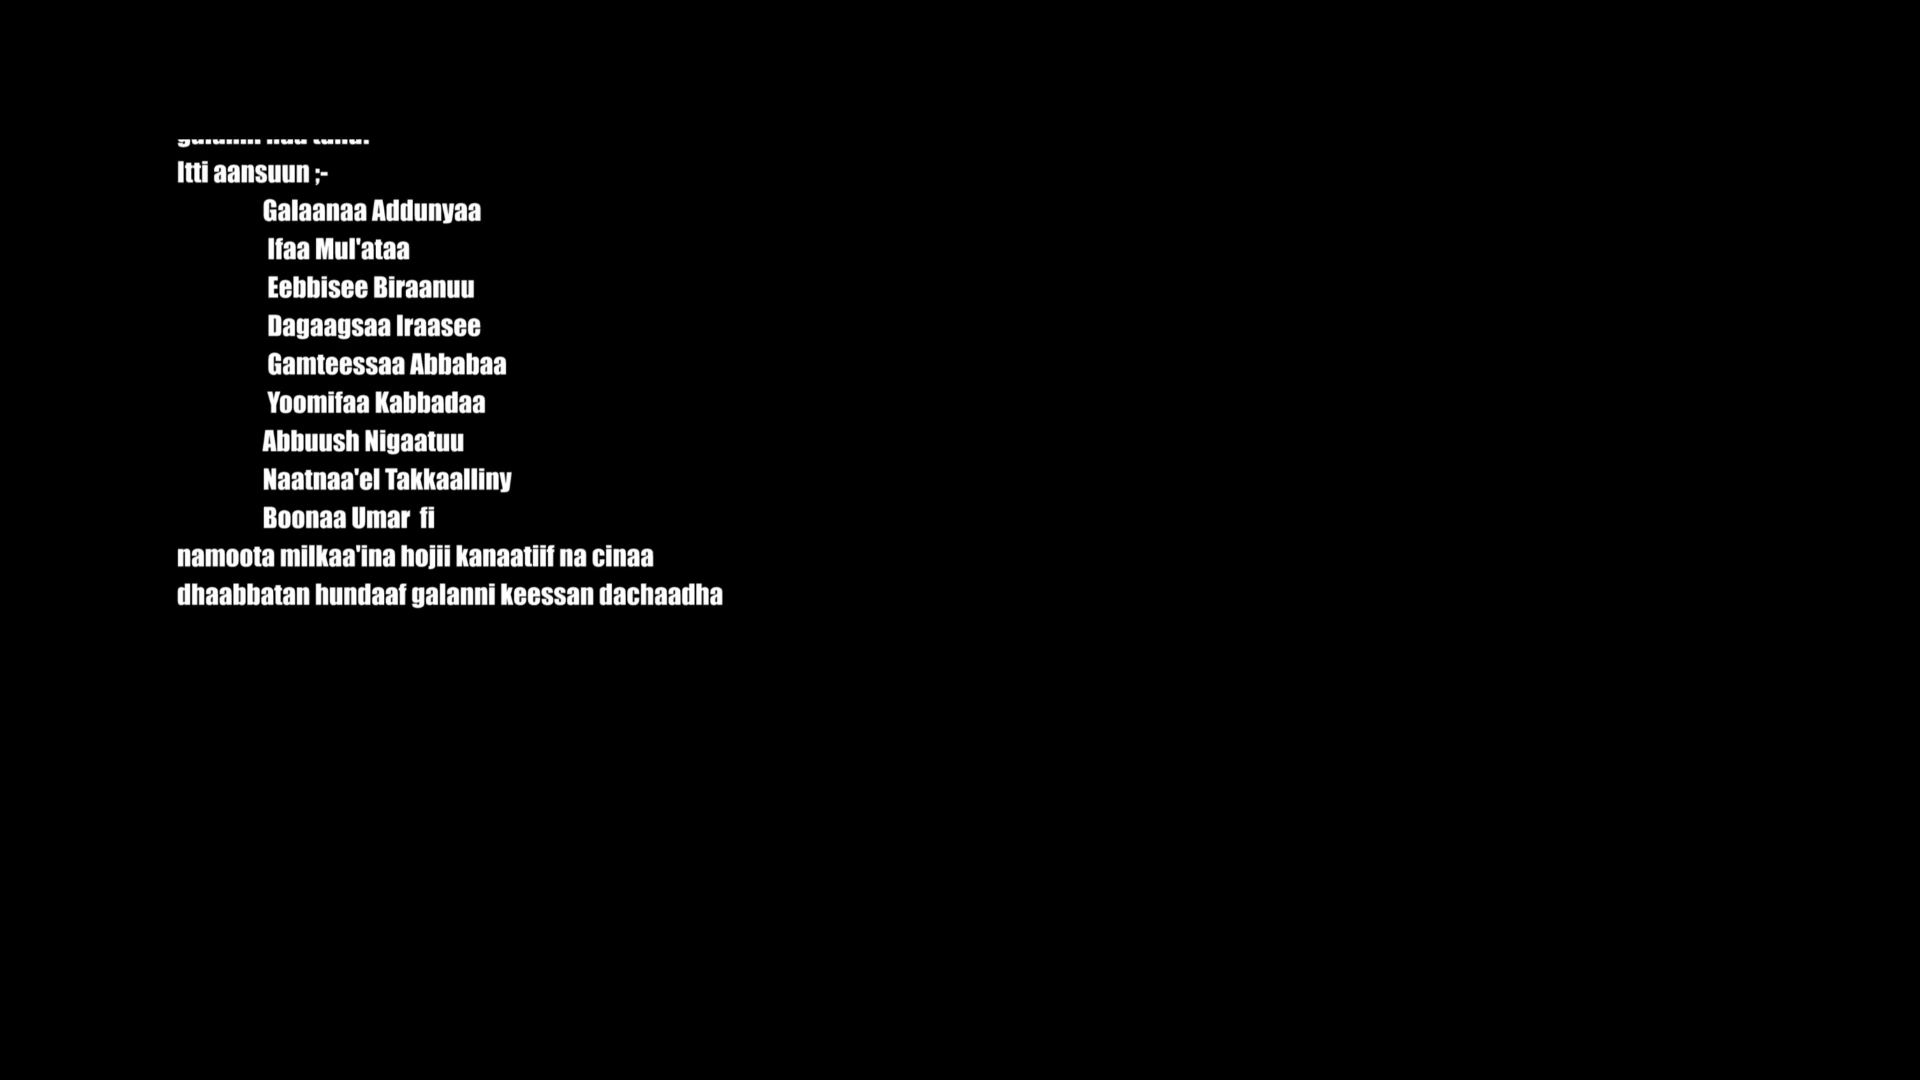 Itti aansuun ;-
Galaanaa Addunyaa
Ifaa Mul'ataa
Eebbisee Biraanuu
Dagaagsaa Iraasee
Gamteessaa Abbabaa
Yoomifaa Kabbadaa
Abbuush Nigaatuu
Naatnaa'el Takkaalliny
Boonaa Umar fi
namoota milkaa'ina hojii kanaatiif na cinaa
dhaabbatan hundaaf galanni keessan dachaadha